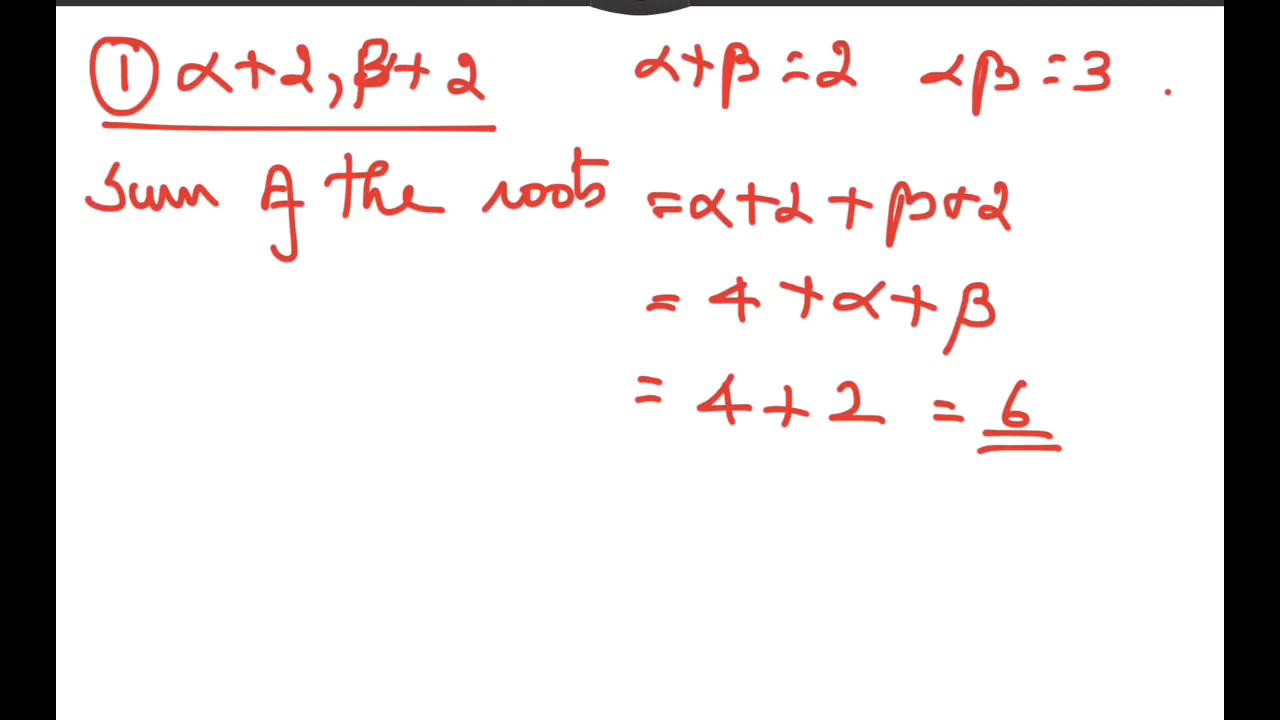 ① α+2, β+2 α+β=2 αβ=3 .
Sum of the roots =α+2+β+2
= 4+α+β
= 4+2 = 6